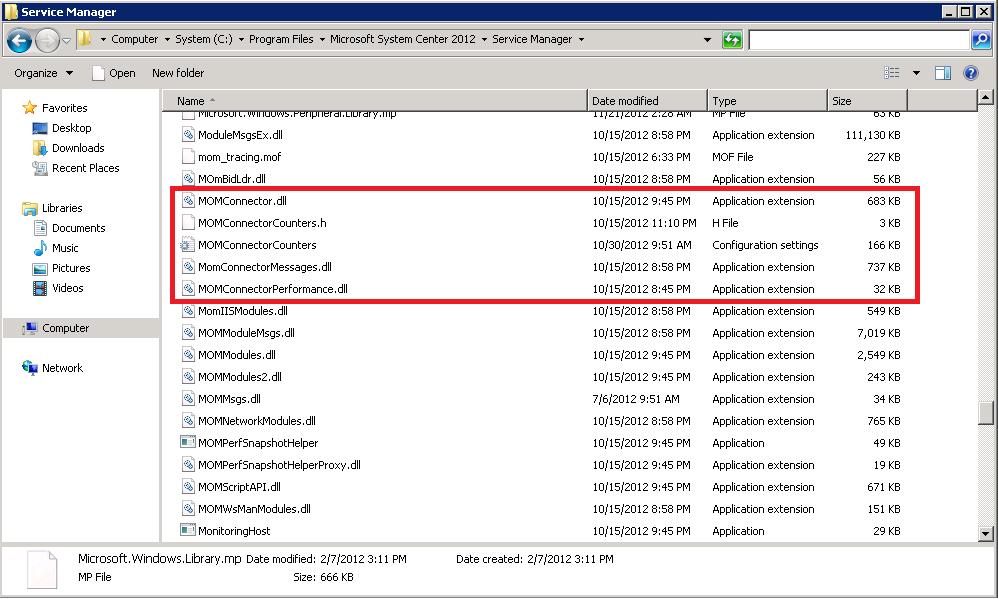 Service Manager
Computer System (C:) Program Files Microsoft System Center 2012 Service Manager
Organize Open New folder
Name Date modified Type Size
Microsoft.Windows.Peripheral.Library.mp 11/21/2012 2:28 AM MP File 63 KB
ModuleMsgsEx.dll 10/15/2012 8:58 PM Application extension 111,130 KB
mom_tracing.mof 10/15/2012 6:33 PM MOF File 227 KB
MOmBidLdr.dll 10/15/2012 8:58 PM Application extension 56 KB
MOMConnector.dll 10/15/2012 9:45 PM Application extension 683 KB
MOMConnectorCounters.h 10/15/2012 11:10 PM H File 3 KB
MOMConnectorCounters 10/30/2012 9:51 AM Configuration settings 166 KB
MomConnectorMessages.dll 10/15/2012 8:58 PM Application extension 737 KB
MOMConnectorPerformance.dll 10/15/2012 8:45 PM Application extension 32 KB
MomIISModules.dll 10/15/2012 8:58 PM Application extension 549 KB
MOMModuleMsgs.dll 10/15/2012 8:58 PM Application extension 7,019 KB
MOMModules.dll 10/15/2012 9:45 PM Application extension 2,549 KB
MOMModules2.dll 10/15/2012 9:45 PM Application extension 243 KB
MOMMsgs.dll 7/6/2012 9:51 AM Application extension 34 KB
MOMNetworkModules.dll 10/15/2012 8:58 PM Application extension 765 KB
MOMPerfSnapshotHelper 10/15/2012 9:45 PM Application 49 KB
MOMPerfSnapshotHelperProxy.dll 10/15/2012 9:45 PM Application extension 19 KB
MOMScriptAPI.dll 10/15/2012 9:45 PM Application extension 671 KB
MOMWsManModules.dll 10/15/2012 8:58 PM Application extension 151 KB
MonitoringHost 10/15/2012 9:45 PM Application 29 KB
Favorites
Desktop
Downloads
Recent Places
Libraries
Documents
Music
Pictures
Videos
Computer
Network
Microsoft.Windows.Library.mp Date modified: 2/7/2012 3:11 PM Date created: 2/7/2012 3:11 PM
MP File Size: 666 KB